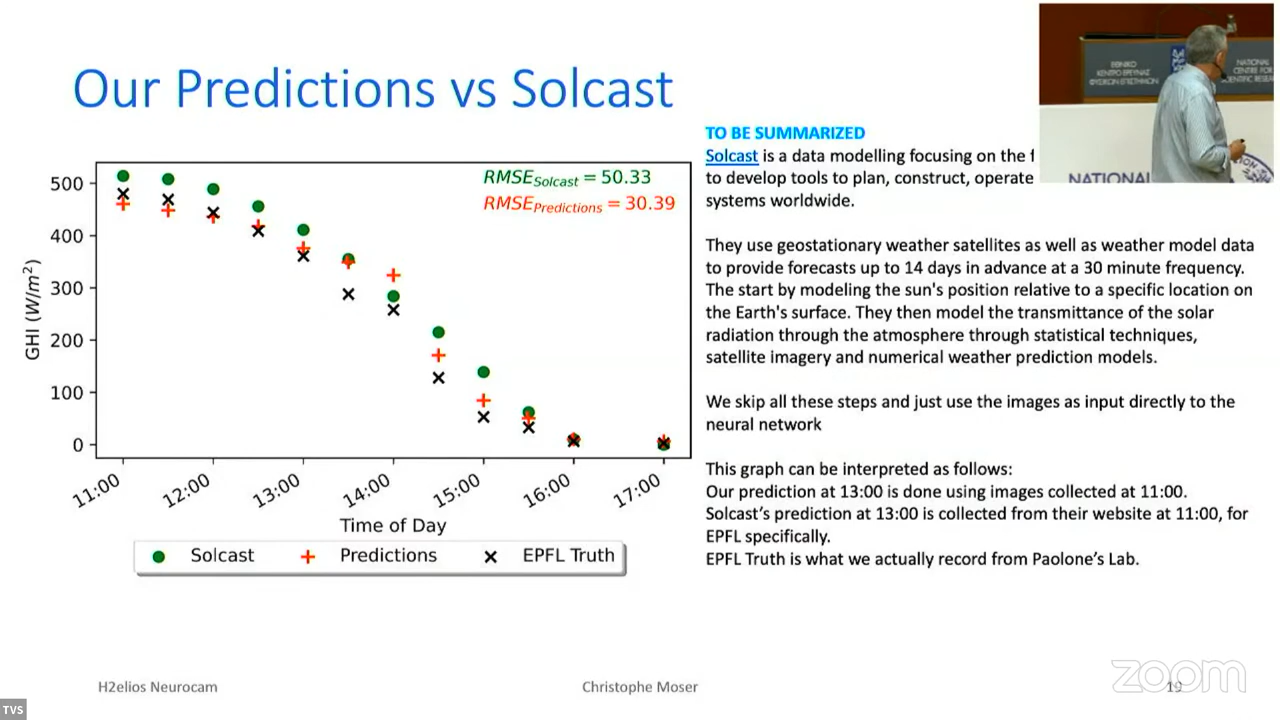 Our Predictions vs Solcast
ΕΘΝΙΚΟ
ΚΕΝΤΡΟ ΕΡΕΥΝΑΣ
ΦΥΣΙΚΩΝ ΕΠΙΣΤΗΜΩΝ
NATIONAL
CENTRE FOR
NATIONAL
TO BE SUMMARIZED
Solcast is a data modelling focusing on the
to develop tools to plan, construct, operate
systems worldwide.
They use geostationary weather satellites as well as weather model data
to provide forecasts up to 14 days in advance at a 30 minute frequency.
The start by modeling the sun's position relative to a specific location on
the Earth's surface. They then model the transmittance of the solar
radiation through the atmosphere through statistical techniques,
satellite imagery and numerical weather prediction models.
We skip all these steps and just use the images as input directly to the
neural network
This graph can be interpreted as follows:
Our prediction at 13:00 is done using images collected at 11:00.
Solcast's prediction at 13:00 is collected from their website at 11:00, for
EPFL specifically.
EPFL Truth is what we actually record from Paolone's Lab.
RMSE_Solcast = 50.33
RMSE_Predictions = 30.39
GHI (W/m²)
500
400
300
200
100
0
11:00 12:00 13:00 14:00 15:00 16:00 17:00
Time of Day
Solcast Predictions EPFL Truth
H2elios Neurocam Christophe Moser 19
zoom
TVS